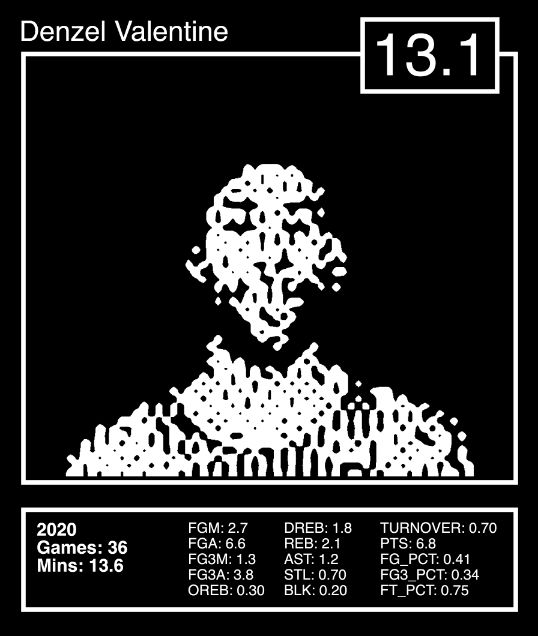 Denzel Valentine
13.1
2020
Games: 36
Mins: 13.6
FGM: 2.7
FGA: 6.6
FG3M: 1.3
FG3A: 3.8
OREB: 0.30
DREB: 1.8
REB: 2.1
AST: 1.2
STL: 0.70
BLK: 0.20
TURNOVER: 0.70
PTS: 6.8
FG_PCT: 0.41
FG3_PCT: 0.34
FT_PCT: 0.75